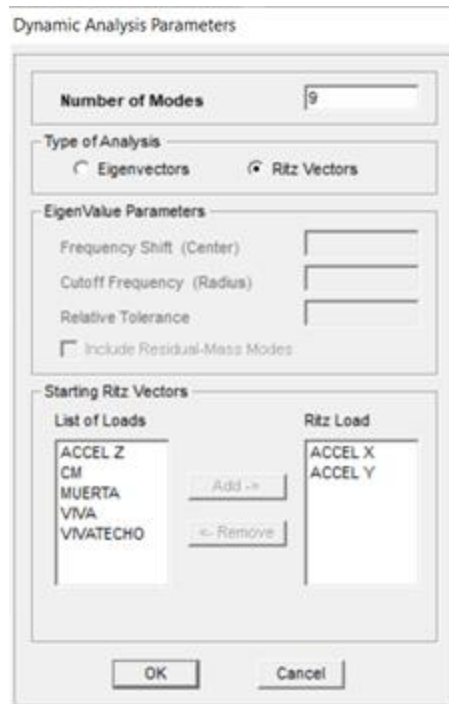 Dynamic Analysis Parameters
Number of Modes 9
Type of Analysis
Eigenvectors Ritz Vectors
EigenValue Parameters
Frequency Shift (Center)
Cutoff Frequency (Radius)
Relative Tolerance
Include Residual-Mass Modes
Starting Ritz Vectors
List of Loads Ritz Load
ACCEL Z ACCEL X
CM ACCEL Y
MUERTA
VIVA
VIVATECHO
Add ->
<- Remove
OK Cancel